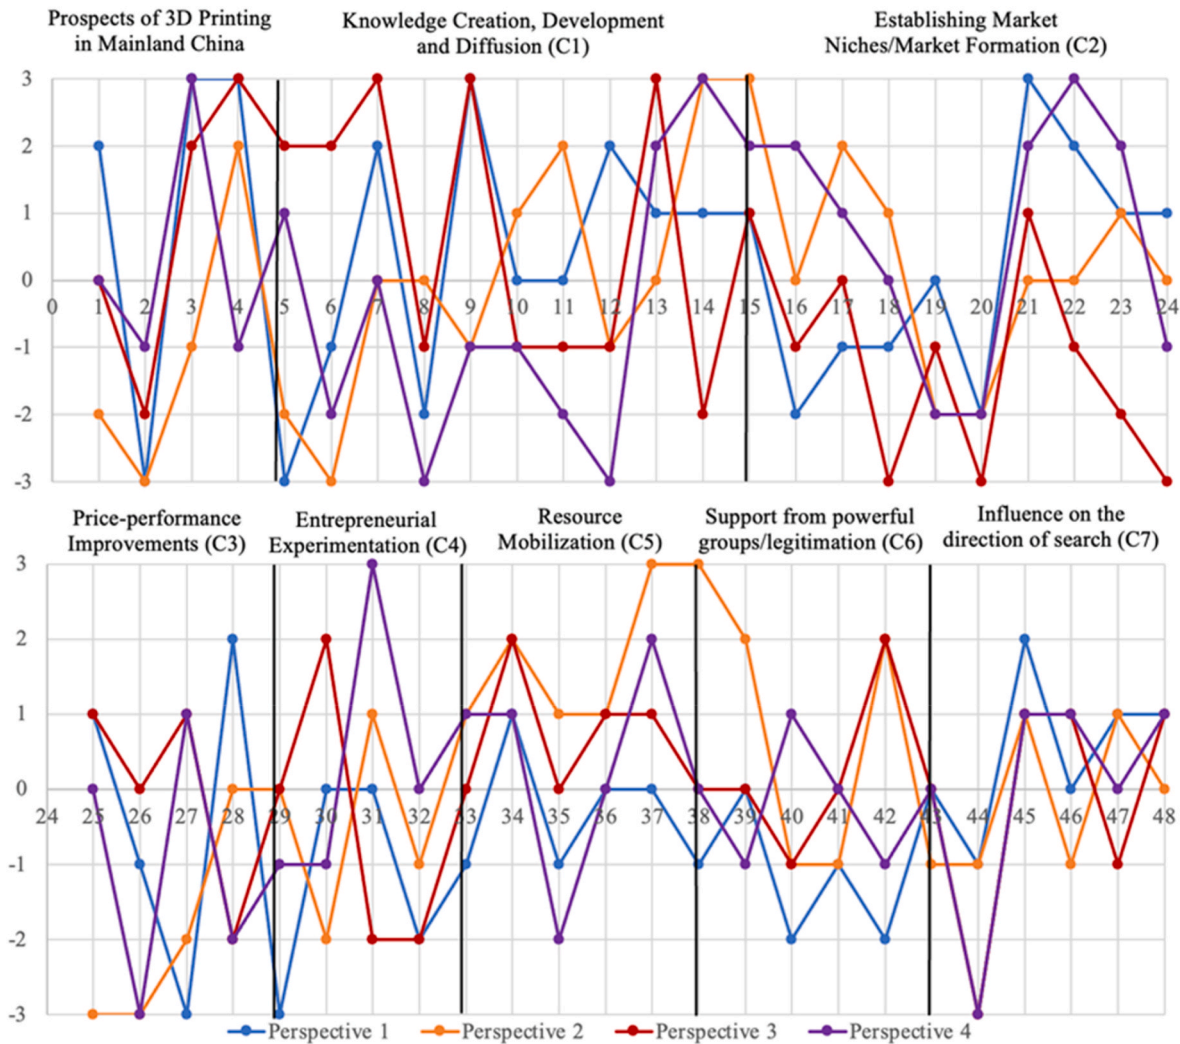 Prospects of 3D Printing
in Mainland China
Knowledge Creation, Development
and Diffusion (C1)
Establishing Market
Niches/Market Formation (C2)
3
2
1
0
0 1 2 3 4 5 6 7 8 9 10 11 12 13 14 15 16 17 18 19 20 21 22 23 24
-1
-2
-3
Price-performance
Improvements (C3)
Entrepreneurial
Experimentation (C4)
Resource
Mobilization (C5)
Support from powerful
groups/legitimation (C6)
Influence on the
direction of search (C7)
3
2
1
0
24 25 26 27 28 29 30 31 32 33 34 35 36 37 38 39 40 41 42 43 44 45 46 47 48
-1
-2
-3
Perspective 1 Perspective 2 Perspective 3 Perspective 4